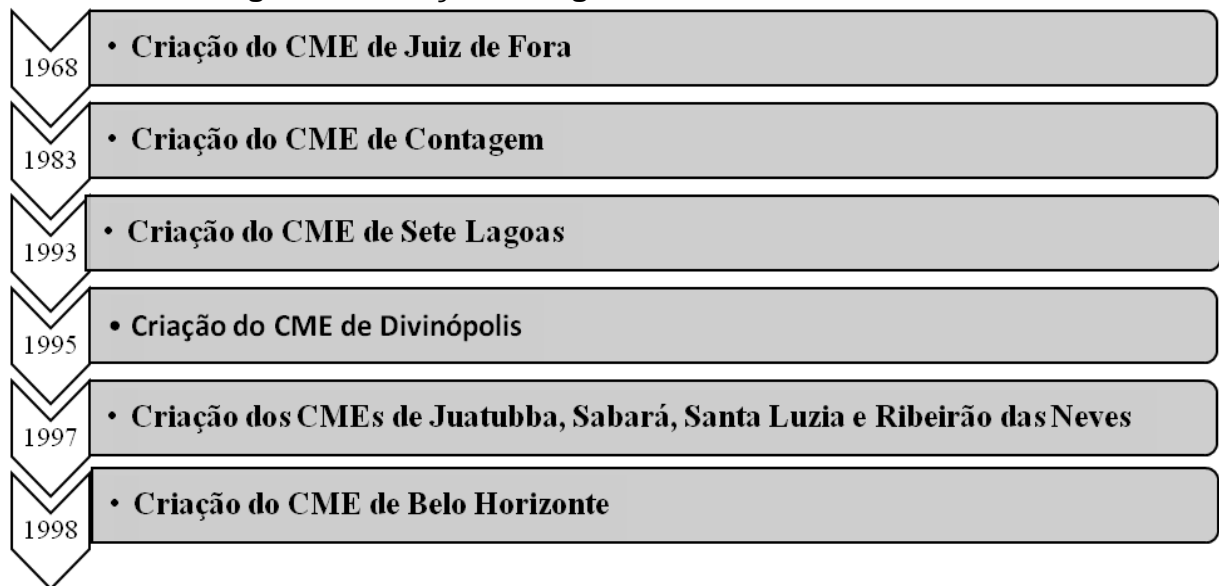 1968
• Criação do CME de Juiz de Fora
1983
• Criação do CME de Contagem
1993
• Criação do CME de Sete Lagoas
1995
• Criação do CME de Divinópolis
1997
• Criação dos CMEs de Juatubba, Sabará, Santa Luzia e Ribeirão das Neves
1998
• Criação do CME de Belo Horizonte